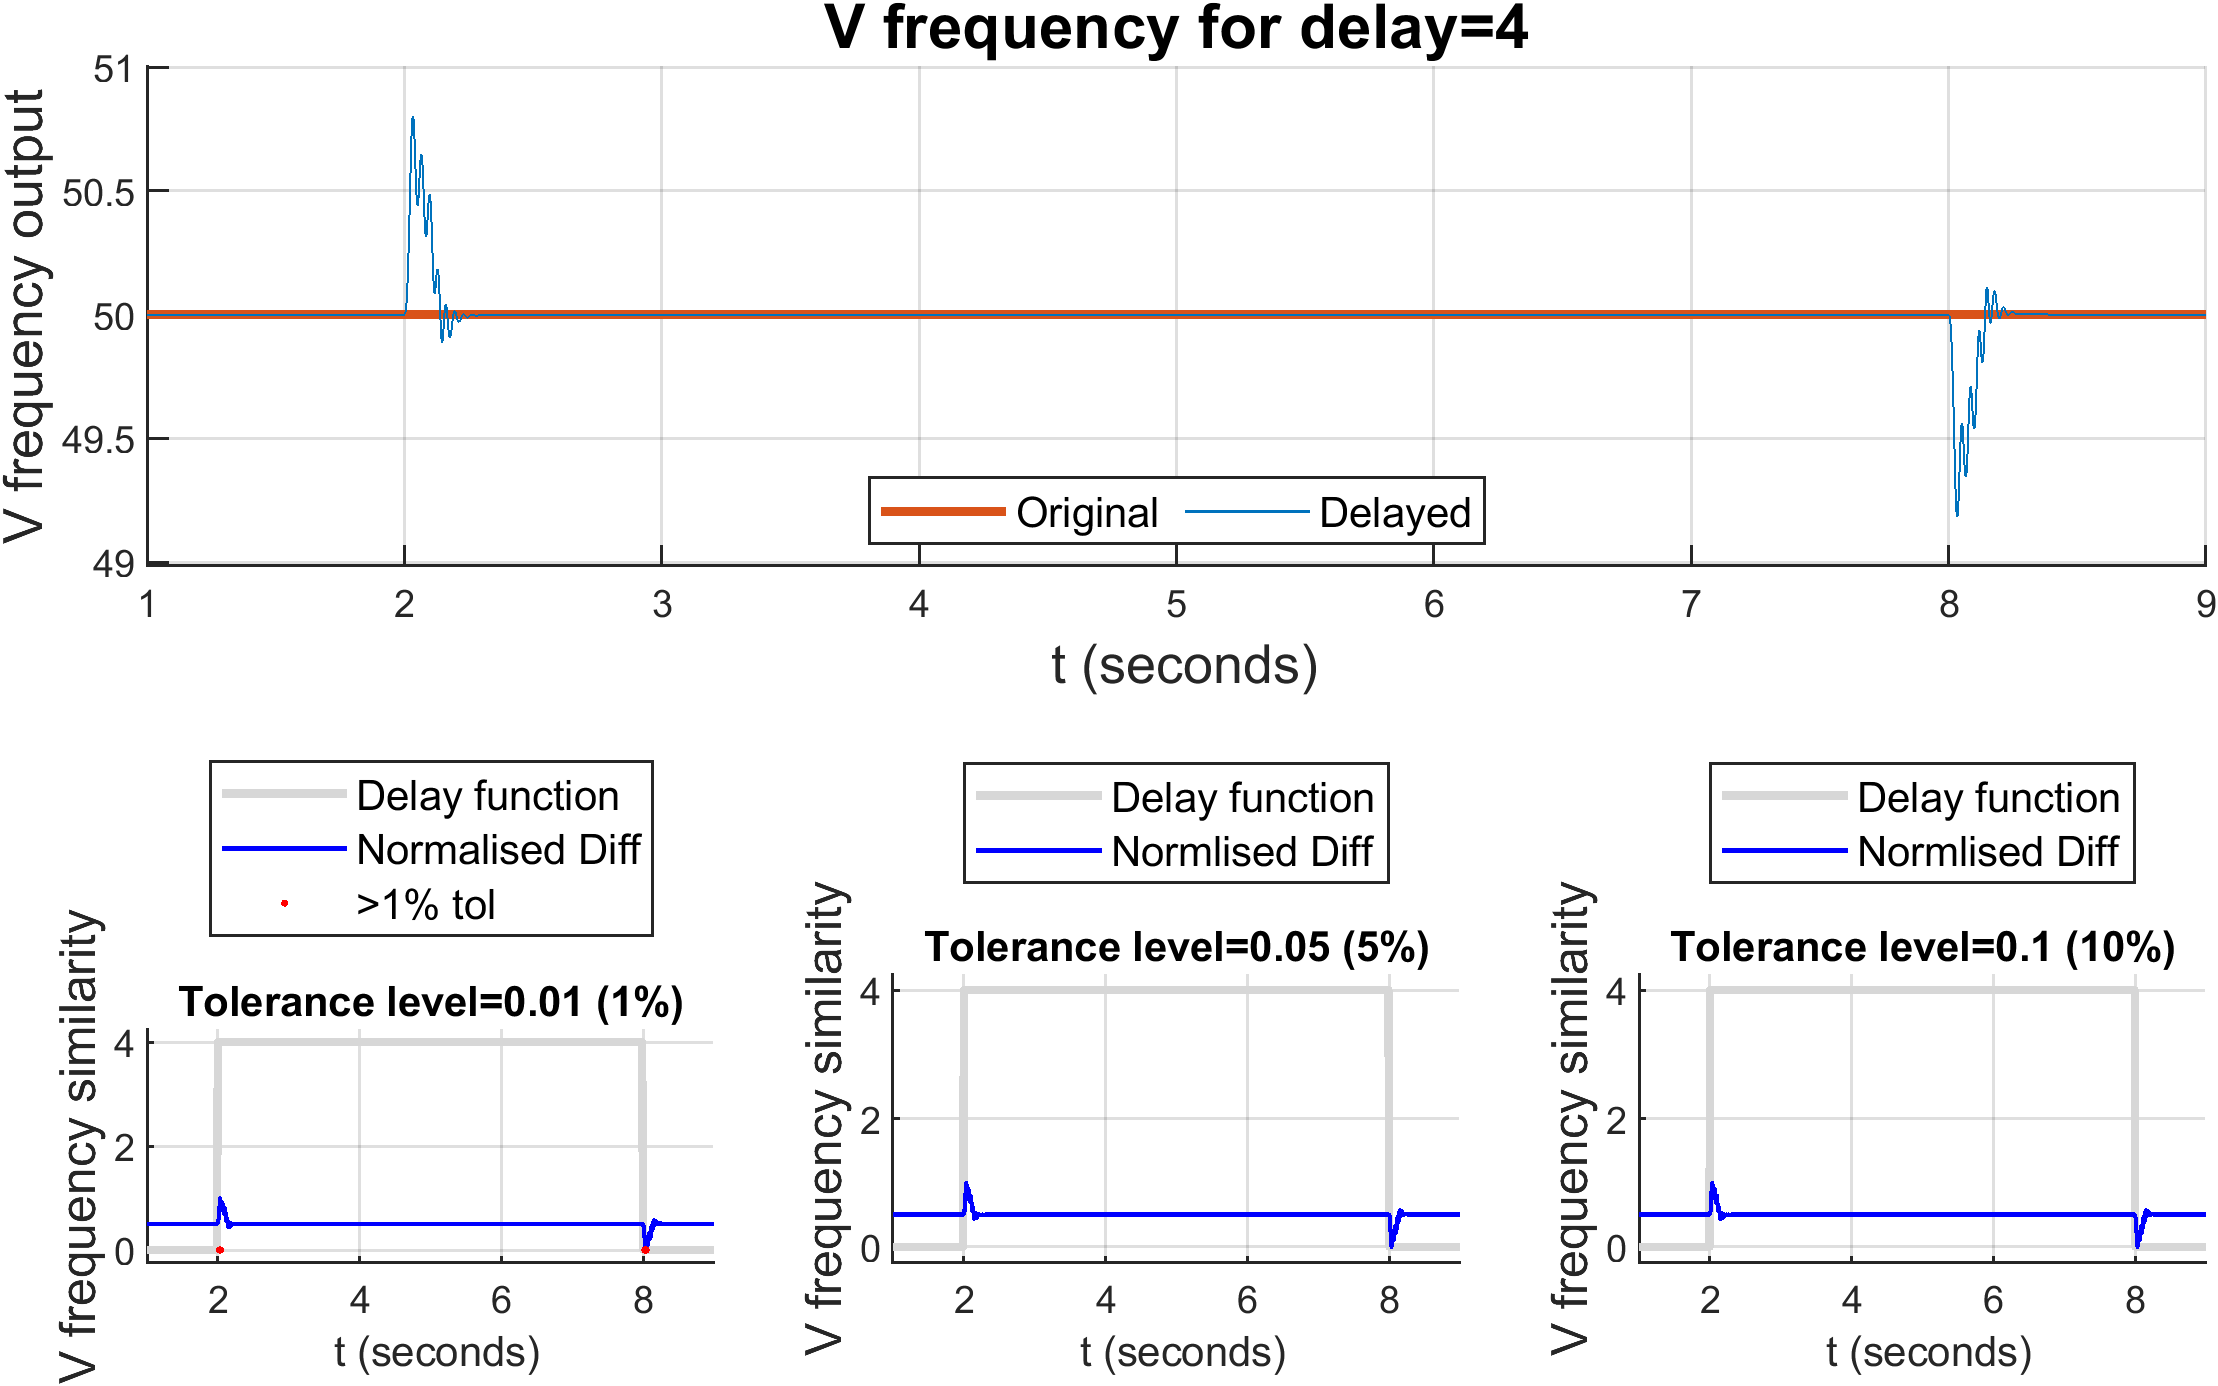 V frequency for delay=4
V frequency output
51
50.5
50
49.5
49
Original Delayed
1 2 3 4 5 6 7 8 9
t (seconds)
Delay function
Normalised Diff
>1% tol
Tolerance level=0.01 (1%)
V frequency similarity
4
2
0
2 4 6 8
t (seconds)
Delay function
Normlised Diff
Tolerance level=0.05 (5%)
V frequency similarity
4
2
0
2 4 6 8
t (seconds)
Delay function
Normlised Diff
Tolerance level=0.1 (10%)
V frequency similarity
4
2
0
2 4 6 8
t (seconds)